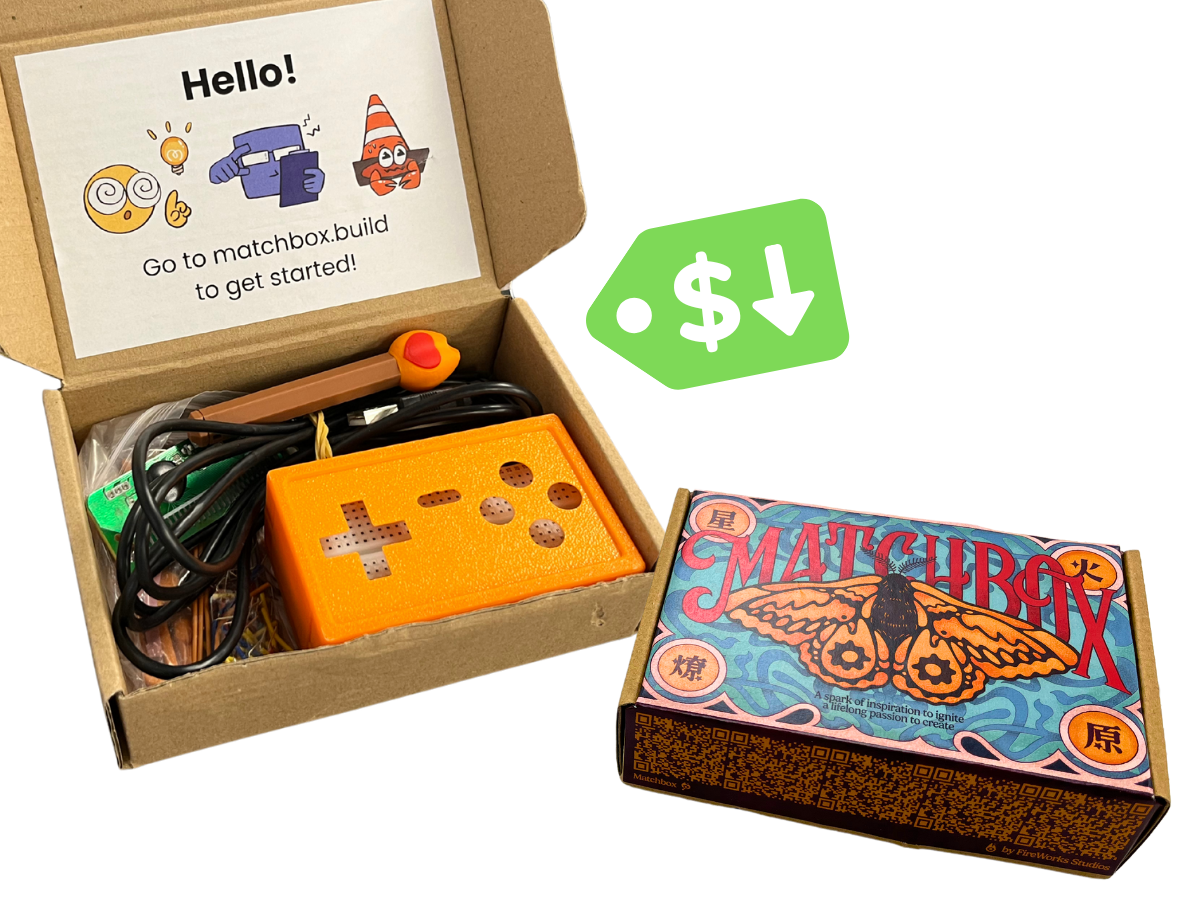 Hello!
Go to matchbox.build
to get started!
$
星
火
MATCHBOX
燎
原
A spark of inspiration to ignite
a lifelong passion to create
Matchbox
by FireWorks Studios